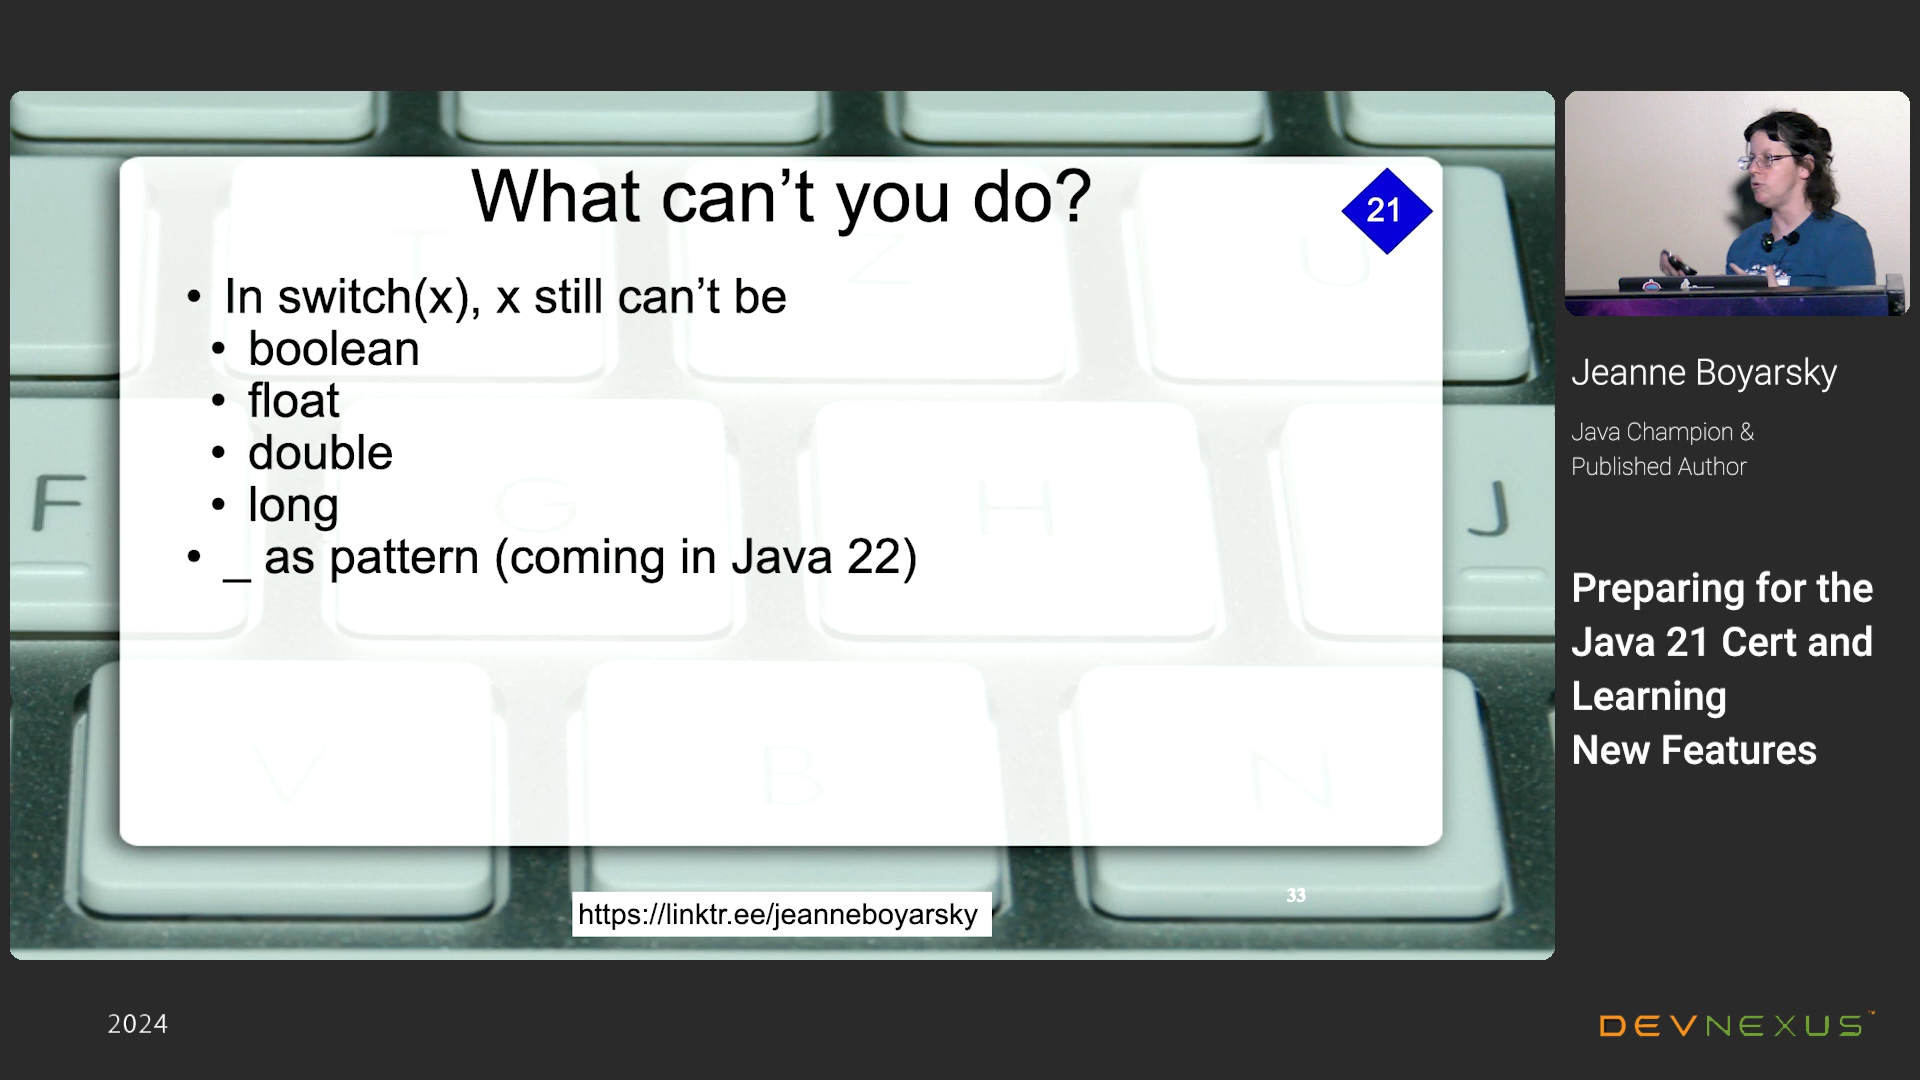 What can't you do?
21
• In switch(x), x still can't be
• boolean
• float
• double
• long
• _ as pattern (coming in Java 22)
T
Z
U
F
G
H
J
V
B
N
33
https://linktr.ee/jeanneboyarsky
Jeanne Boyarsky
Java Champion &
Published Author
Preparing for the
Java 21 Cert and
Learning
New Features
2024
DEVNEXUS™